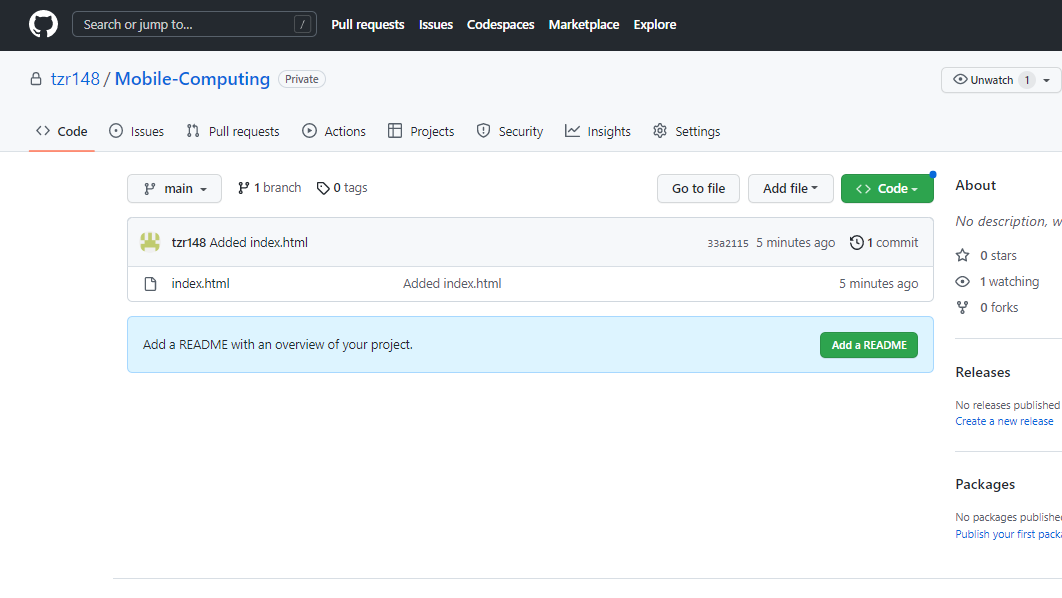 Search or jump to... / Pull requests Issues Codespaces Marketplace Explore
tzr148 / Mobile-Computing Private Unwatch 1
Code Issues Pull requests Actions Projects Security Insights Settings
main 1 branch 0 tags Go to file Add file Code About
No description, w
tzr148 Added index.html 33a2115 5 minutes ago 1 commit
0 stars
index.html Added index.html 5 minutes ago 1 watching
0 forks
Add a README with an overview of your project. Add a README
Releases
No releases published
Create a new release
Packages
No packages published
Publish your first packa